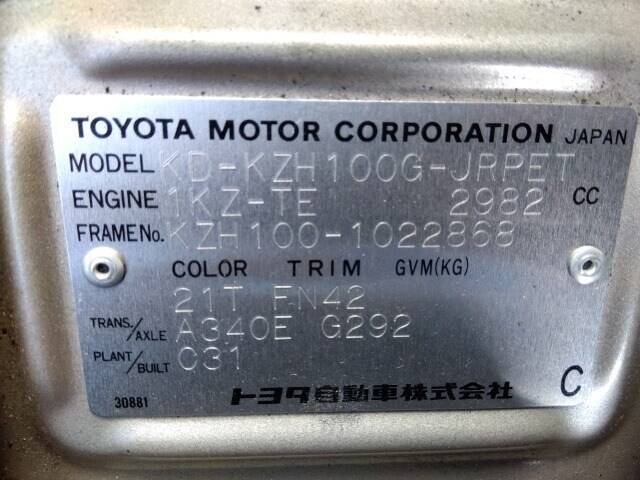 TOYOTA MOTOR CORPORATION JAPAN
MODEL KD-KZH100G-JRPET
ENGINE 1KZ-TE 2982 CC
FRAME No. KZH100-1022868
COLOR TRIM GVM(KG)
21T FN42
TRANS./AXLE A340E G292
PLANT/BUILT C31
30881 トヨタ自動車株式会社 C